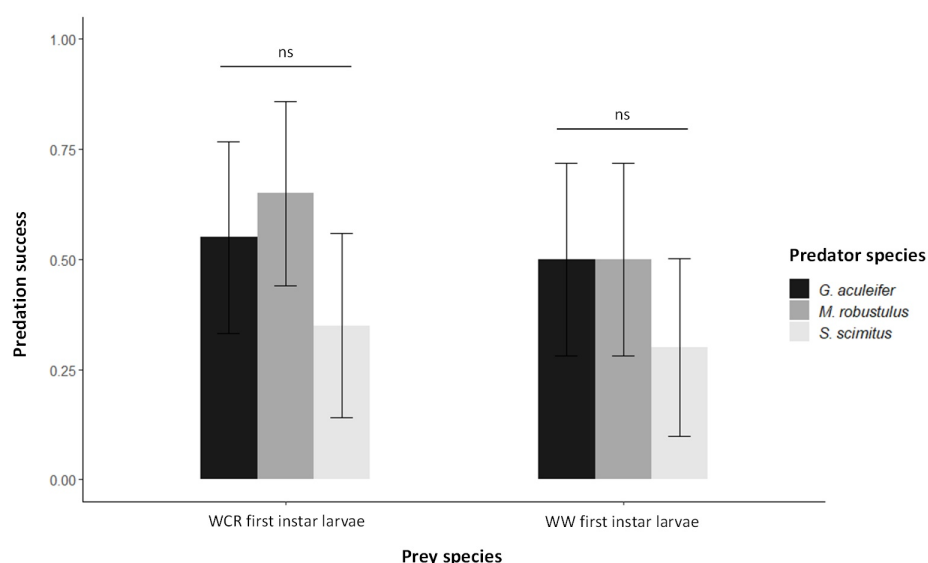 1.00
0.75
0.50
0.25
0.00
Predation success
ns
ns
WCR first instar larvae
WW first instar larvae
Prey species
Predator species
G. aculeifer
M. robustulus
S. scimitus